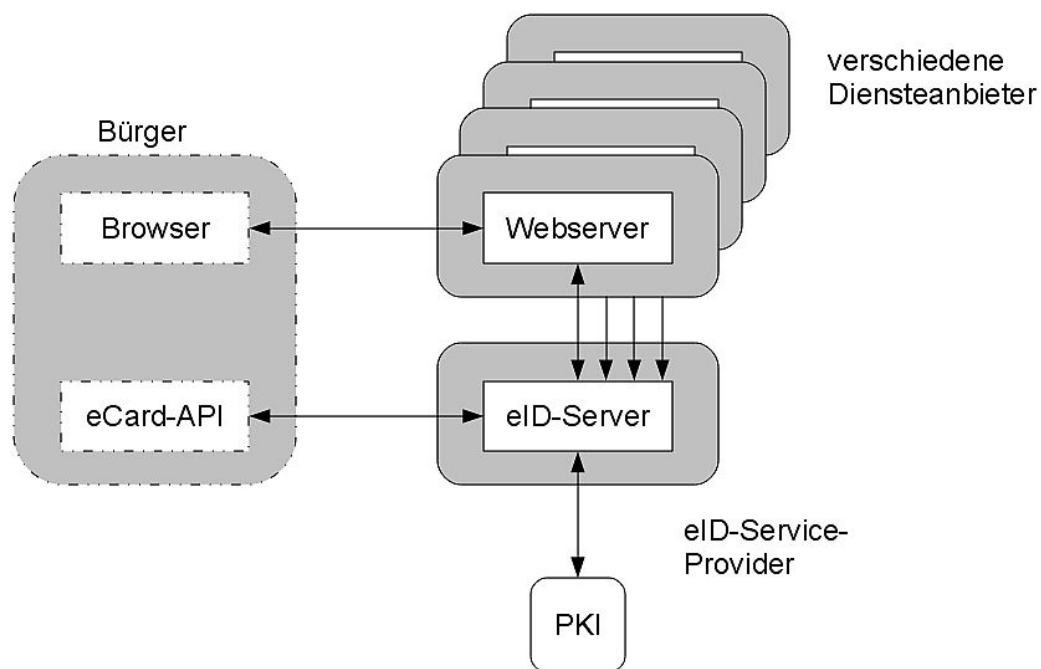 verschiedene
Diensteanbieter
Bürger
Browser
Webserver
eCard-API
eID-Server
eID-Service-
Provider
PKI